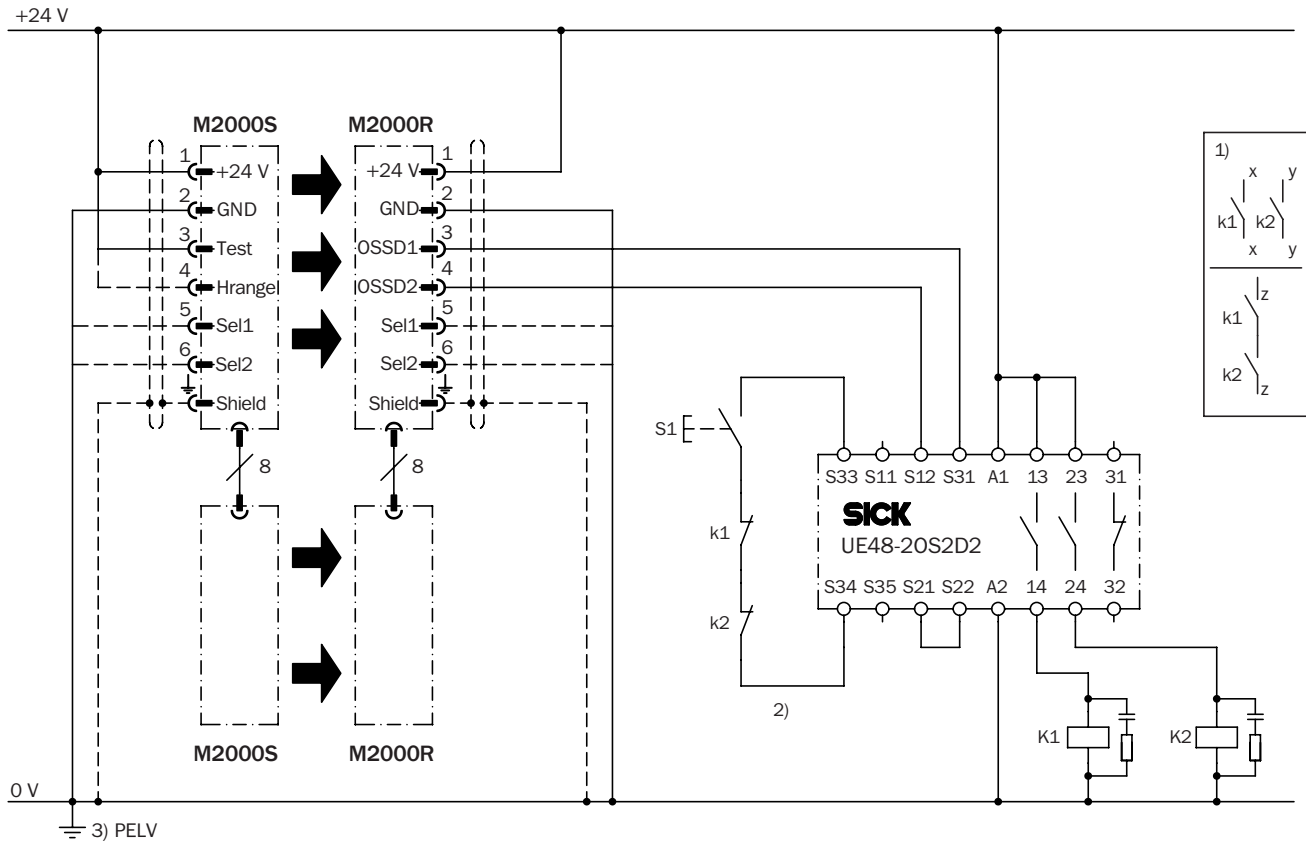 +24 V
M2000S
M2000R
1
+24 V
2
GND
3
Test
4
Hrangel
5
Sel1
6
Sel2
Shield
8
1
+24 V
2
GND
3
OSSD1
4
OSSD2
5
Sel1
6
Sel2
Shield
8
M2000S
M2000R
1)
x
y
k1
k2
x
y
z
k1
k2
z
S1
k1
k2
2)
S33
S11
S12
S31
A1
13
23
31
SICK
UE48-20S2D2
S34
S35
S21
S22
A2
14
24
32
K1
K2
0 V
3) PELV